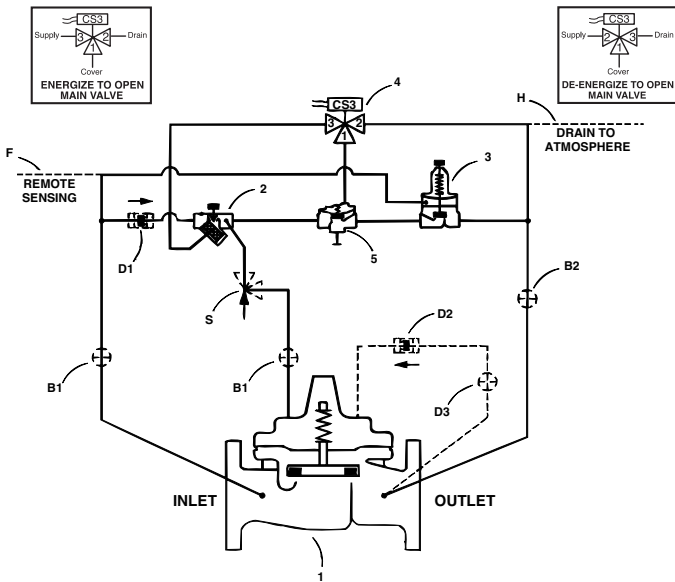 CS3
Supply 3 2 Drain
1
Cover
ENERGIZE TO OPEN
MAIN VALVE
CS3
Supply 2 3 Drain
1
Cover
DE-ENERGIZE TO OPEN
MAIN VALVE
4
CS3
3 2
1
H
DRAIN TO
ATMOSPHERE
F
REMOTE
SENSING
3
2
D1
5
S
B2
D2
B1
B1
D3
INLET
OUTLET
1